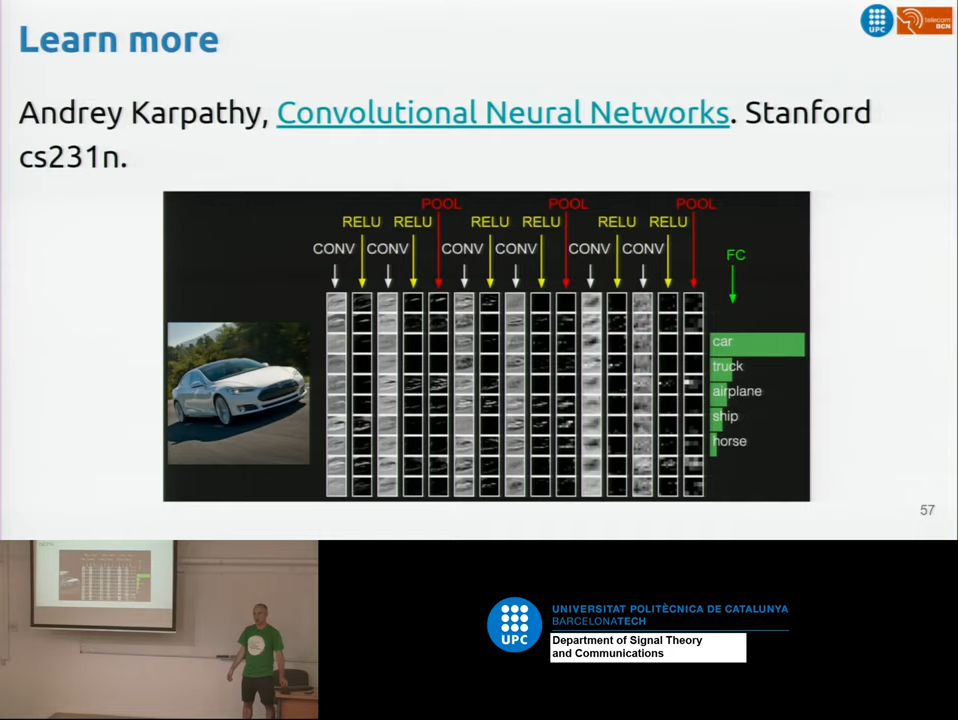 Learn more
UPC
telecom
BCN
Andrey Karpathy, Convolutional Neural Networks. Stanford
cs231n.
POOL POOL POOL
RELU RELU RELU RELU RELU RELU
CONV CONV CONV CONV CONV CONV
FC
car
truck
airplane
ship
horse
57
UPC
UNIVERSITAT POLITÈCNICA DE CATALUNYA
BARCELONATECH
Department of Signal Theory
and Communications